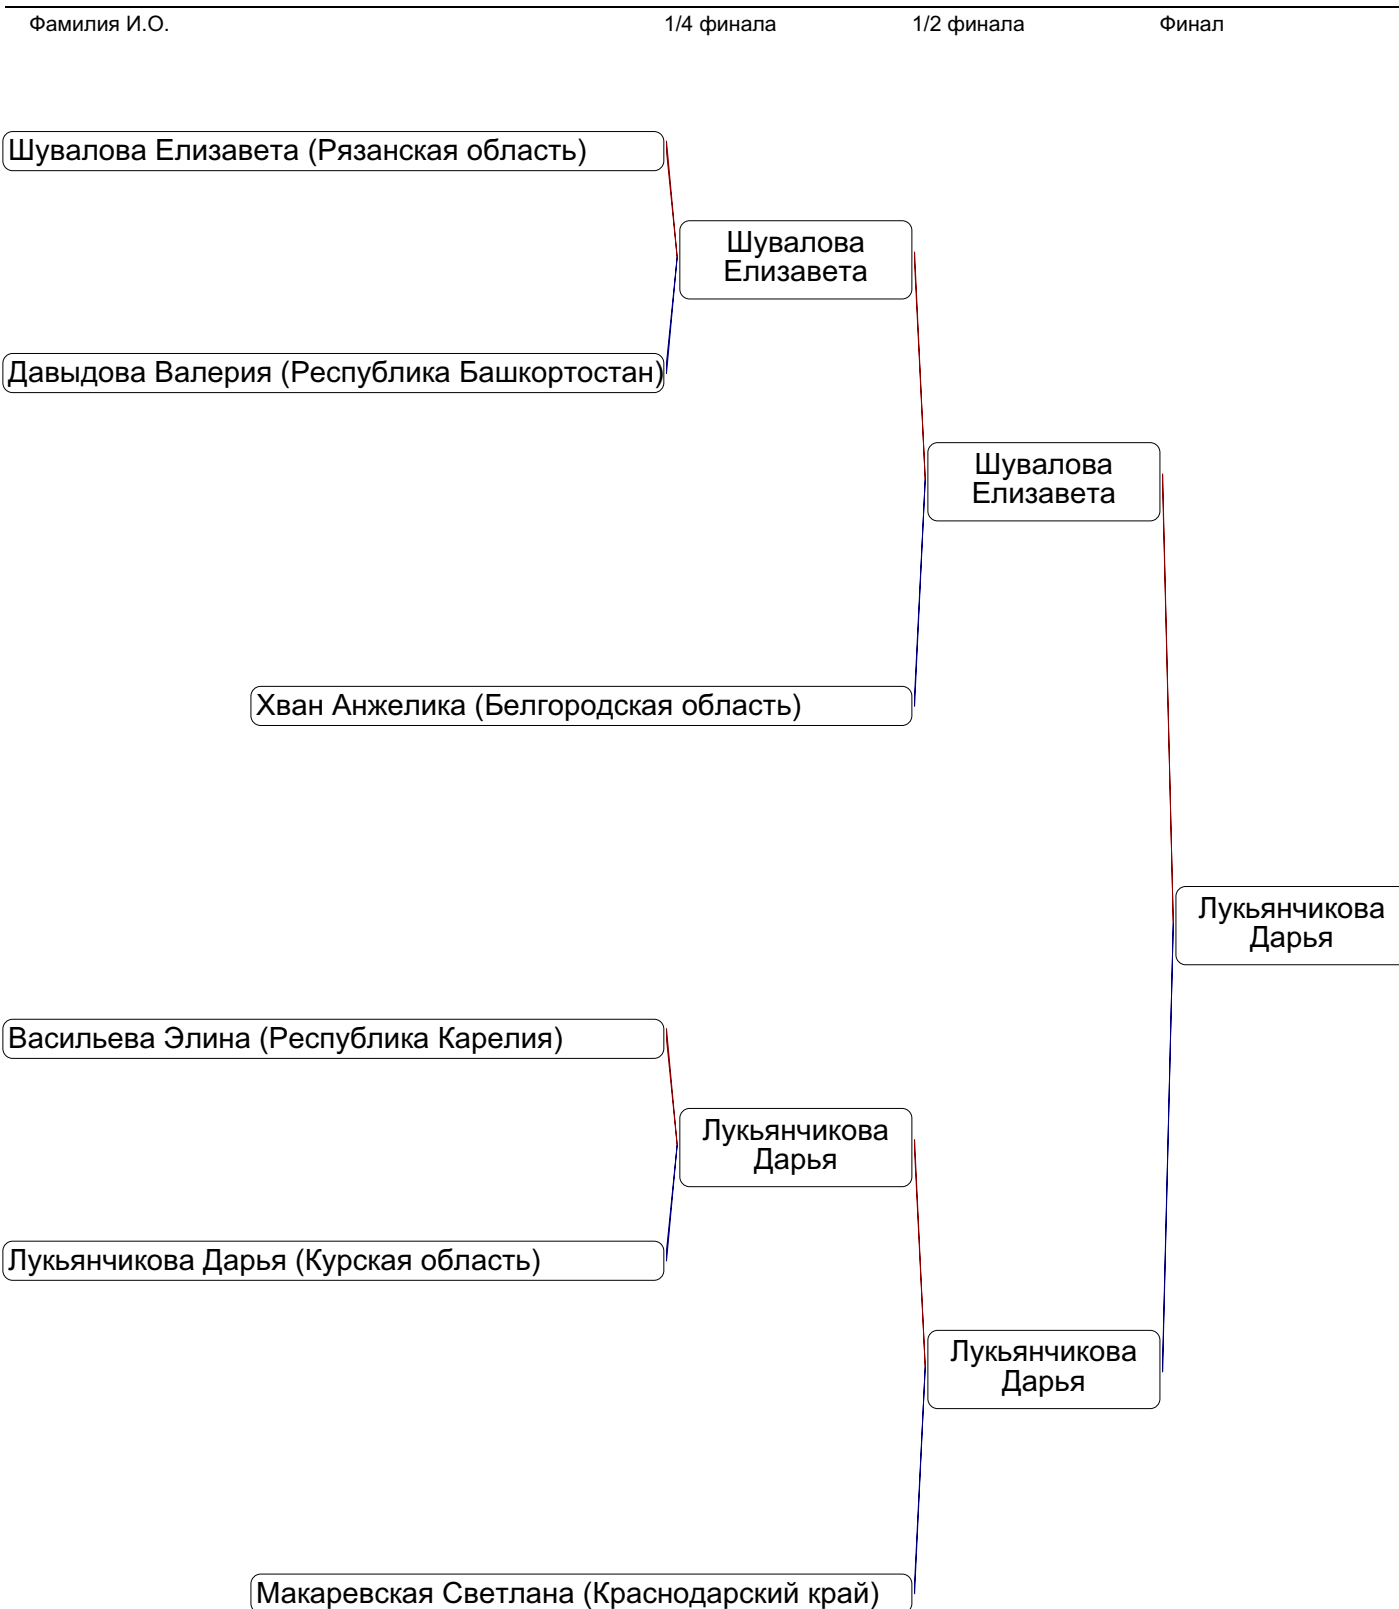 Фамилия И.О. 1/4 финала 1/2 финала Финал
Шувалова Елизавета (Рязанская область)
Шувалова
Елизавета
Давыдова Валерия (Республика Башкортостан)
Шувалова
Елизавета
Хван Анжелика (Белгородская область)
Лукьянчикова
Дарья
Васильева Элина (Республика Карелия)
Лукьянчикова
Дарья
Лукьянчикова Дарья (Курская область)
Лукьянчикова
Дарья
Макаревская Светлана (Краснодарский край)